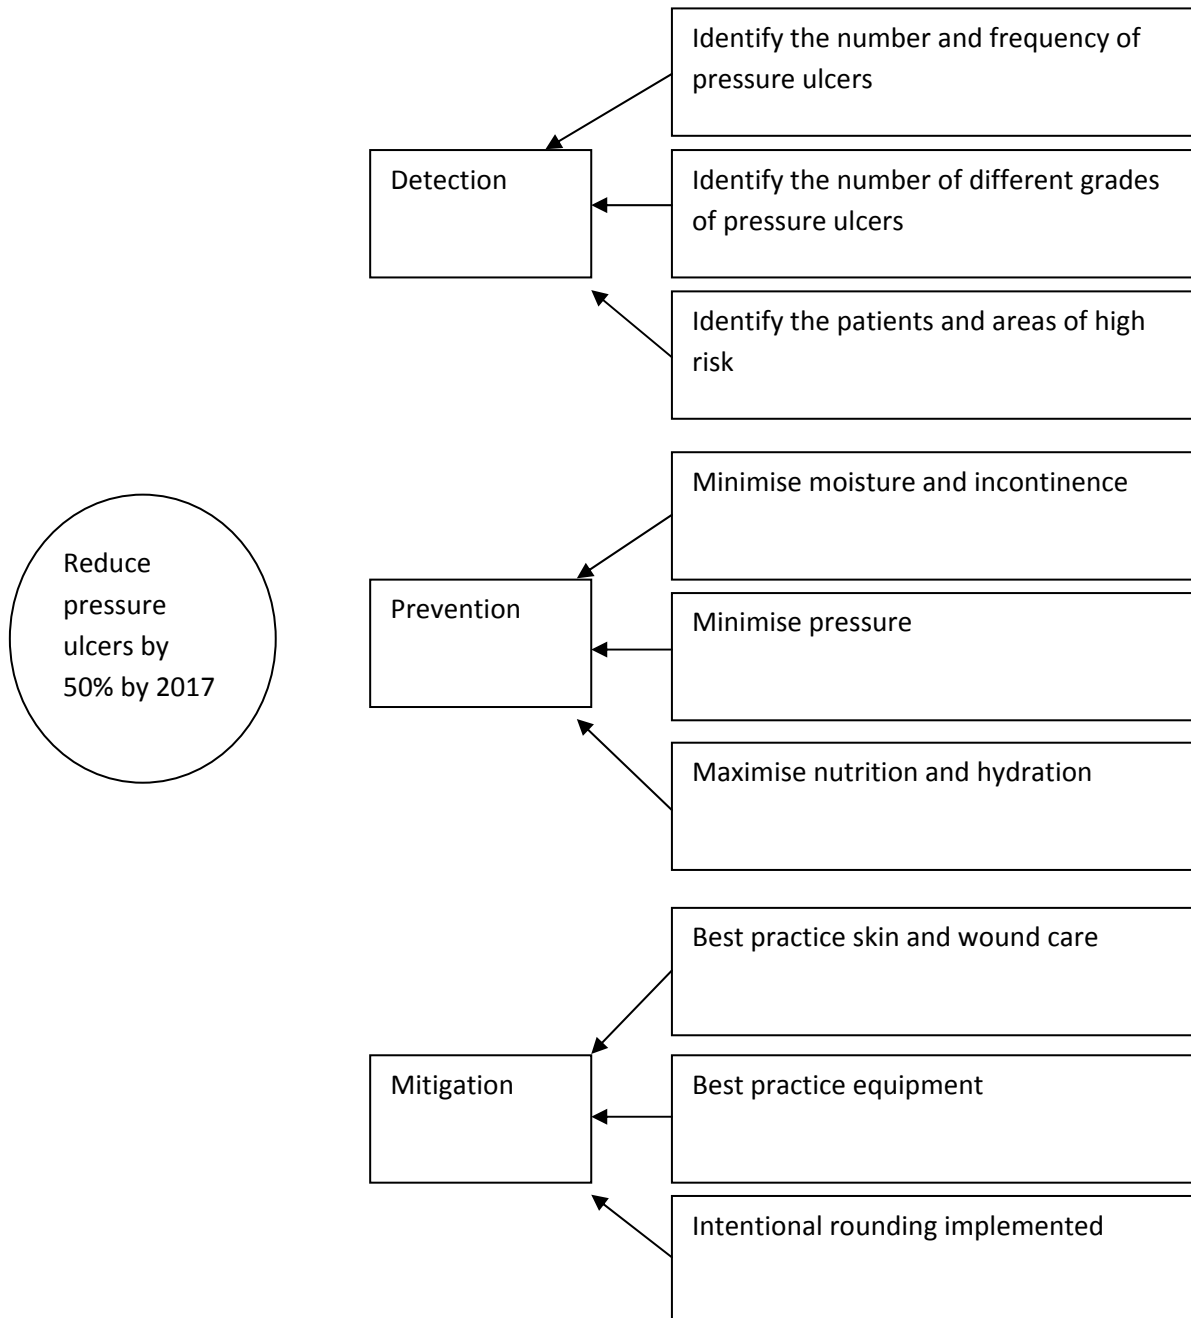 Identify the number and frequency of
pressure ulcers
Detection
Identify the number of different grades
of pressure ulcers
Identify the patients and areas of high
risk
Reduce
pressure
ulcers by
50% by 2017
Minimise moisture and incontinence
Prevention
Minimise pressure
Maximise nutrition and hydration
Best practice skin and wound care
Mitigation
Best practice equipment
Intentional rounding implemented